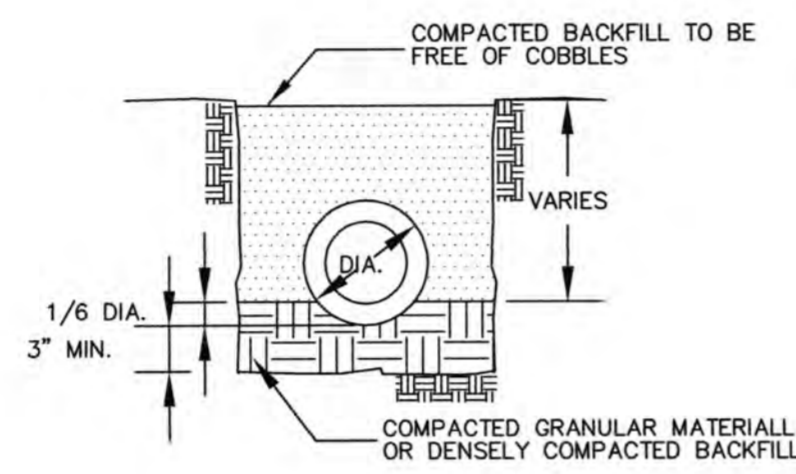 COMPACTED BACKFILL TO BE
FREE OF COBBLES
VARIES
DIA.
1/6 DIA.
3" MIN.
COMPACTED GRANULAR MATERIALL
OR DENSELY COMPACTED BACKFILL